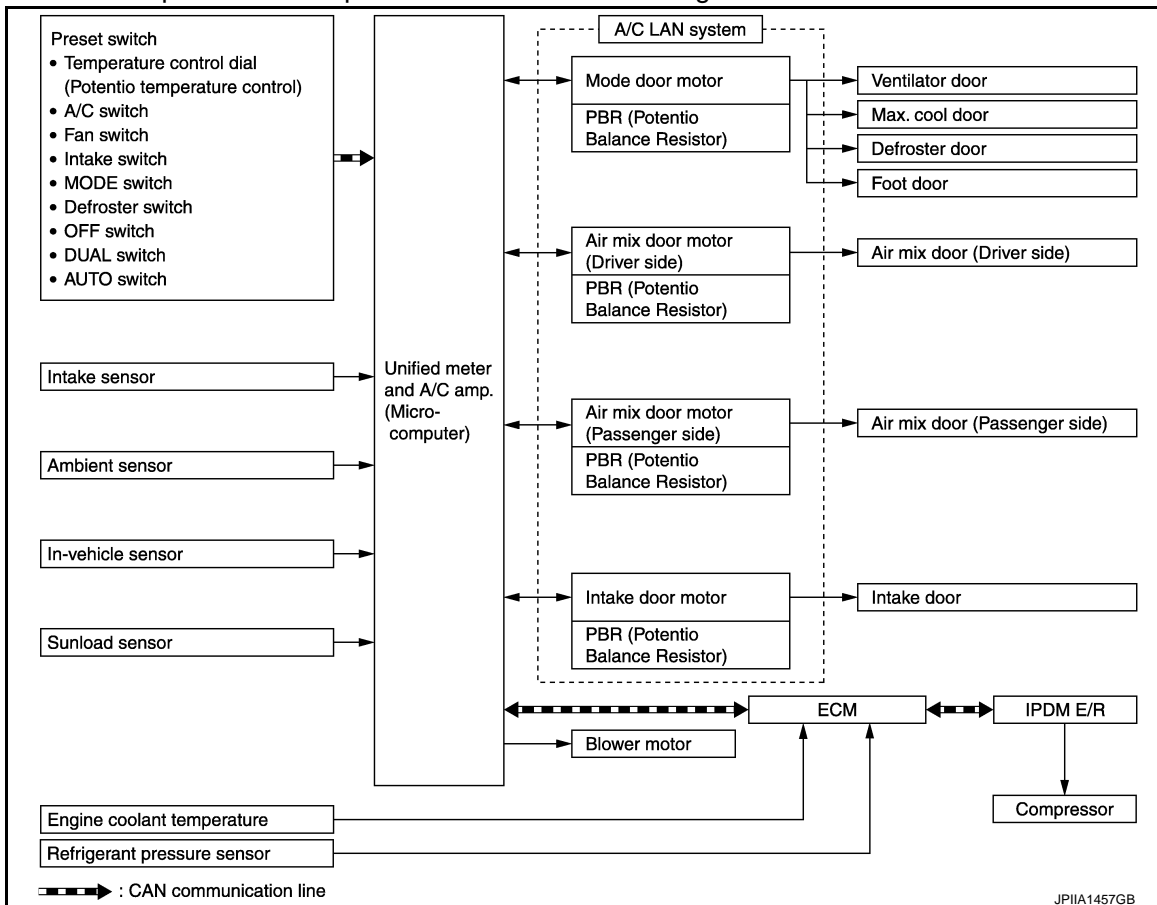 Preset switch
• Temperature control dial
(Potentio temperature control)
• A/C switch
• Fan switch
• Intake switch
• MODE switch
• Defroster switch
• OFF switch
• DUAL switch
• AUTO switch
Intake sensor
Ambient sensor
In-vehicle sensor
Sunload sensor
Unified meter
and A/C amp.
(Micro-
computer)
A/C LAN system
Mode door motor
PBR (Potentio
Balance Resistor)
Ventilator door
Max. cool door
Defroster door
Foot door
Air mix door motor
(Driver side)
PBR (Potentio
Balance Resistor)
Air mix door (Driver side)
Air mix door motor
(Passenger side)
PBR (Potentio
Balance Resistor)
Air mix door (Passenger side)
Intake door motor
PBR (Potentio
Balance Resistor)
Intake door
ECM
IPDM E/R
Blower motor
Compressor
Engine coolant temperature
Refrigerant pressure sensor
: CAN communication line
JPIIA1457GB